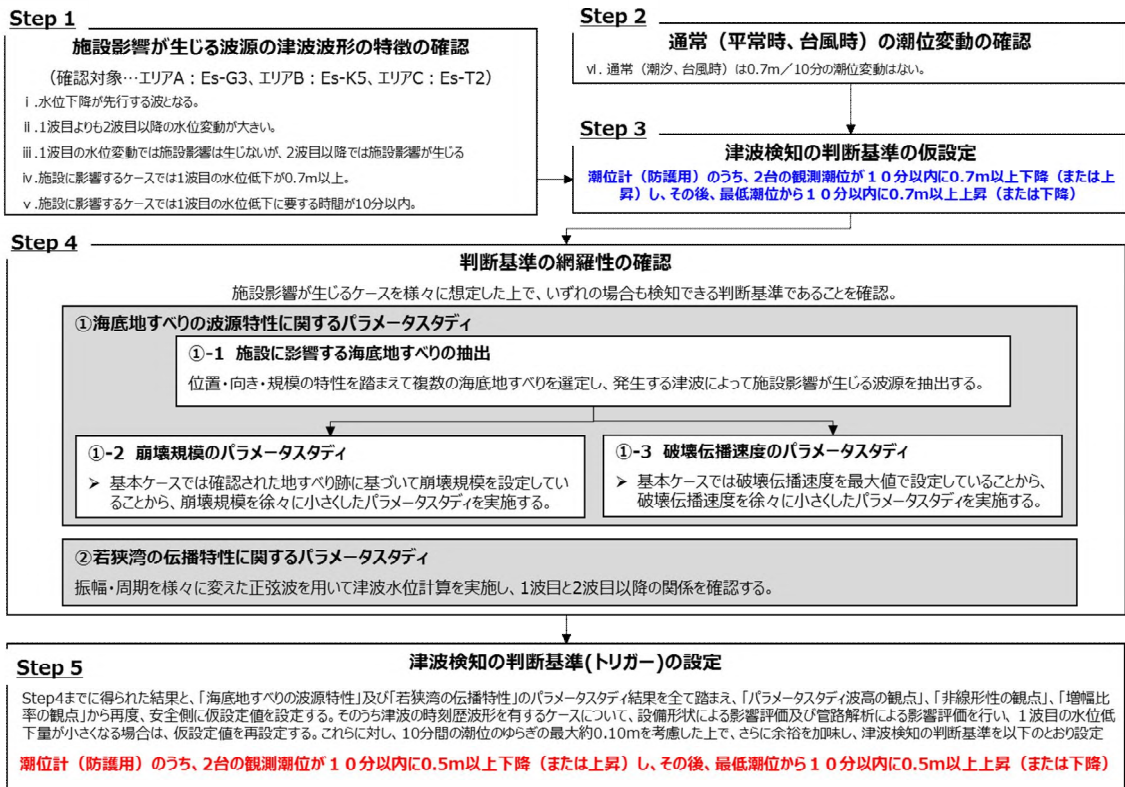 Step 1
施設影響が生じる波源の津波波形の特徴の確認
（確認対象…エリアA：Es-G3、エリアB：Es-K5、エリアC：Es-T2）
ⅰ.水位下降が先行する波となる。
ⅱ.1波目よりも2波目以降の水位変動が大きい。
ⅲ.1波目の水位変動では施設影響は生じないが、2波目以降では施設影響が生じる
ⅳ.施設に影響するケースでは1波目の水位低下が0.7m以上。
ⅴ.施設に影響するケースでは1波目の水位低下に要する時間が10分以内。
Step 2
通常（平常時、台風時）の潮位変動の確認
ⅵ.通常（潮汐、台風時）は0.7m／10分の潮位変動はない。
Step 3
津波検知の判断基準の仮設定
潮位計（防護用）のうち、2台の観測潮位が１０分以内に0.7m以上下降（または上
昇）し、その後、最低潮位から１０分以内に0.7m以上上昇（または下降）
Step 4
判断基準の網羅性の確認
施設影響が生じるケースを様々に想定した上で、いずれの場合も検知できる判断基準であることを確認。
①海底地すべりの波源特性に関するパラメータスタディ
①-1 施設に影響する海底地すべりの抽出
位置・向き・規模の特性を踏まえて複数の海底地すべりを選定し、発生する津波によって施設影響が生じる波源を抽出する。
①-2 崩壊規模のパラメータスタディ
➤ 基本ケースでは確認された地すべり跡に基づいて崩壊規模を設定してい
ることから、崩壊規模を徐々に小さくしたパラメータスタディを実施する。
①-3 破壊伝播速度のパラメータスタディ
➤ 基本ケースでは破壊伝播速度を最大値で設定していることから、
破壊伝播速度を徐々に小さくしたパラメータスタディを実施する。
②若狭湾の伝播特性に関するパラメータスタディ
振幅・周期を様々に変えた正弦波を用いて津波水位計算を実施し、1波目と2波目以降の関係を確認する。
Step 5
津波検知の判断基準(トリガー)の設定
Step4までに得られた結果と、「海底地すべりの波源特性」及び「若狭湾の伝播特性」のパラメータスタディ結果を全て踏まえ、「パラメータスタディ波高の観点」、「非線形性の観点」、「増幅比
率の観点」から再度、安全側に仮設定値を設定する。そのうち津波の時刻歴波形を有するケースについて、設備形状による影響評価及び管路解析による影響評価を行い、１波目の水位低
下量が小さくなる場合は、仮設定値を再設定する。これらに対し、10分間の潮位のゆらぎの最大約0.10mを考慮した上で、さらに余裕を加味し、津波検知の判断基準を以下のとおり設定
潮位計（防護用）のうち、2台の観測潮位が１０分以内に0.5m以上下降（または上昇）し、その後、最低潮位から１０分以内に0.5m以上上昇（または下降）